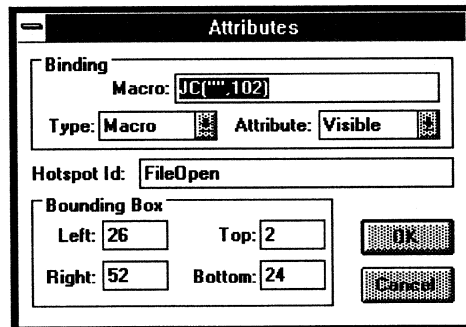 Attributes
Binding
Macro: JC("",102)
Type: Macro Attribute: Visible
Hotspot Id: FileOpen
Bounding Box
Left: 26 Top: 2
Right: 52 Bottom: 24
OK
Cancel